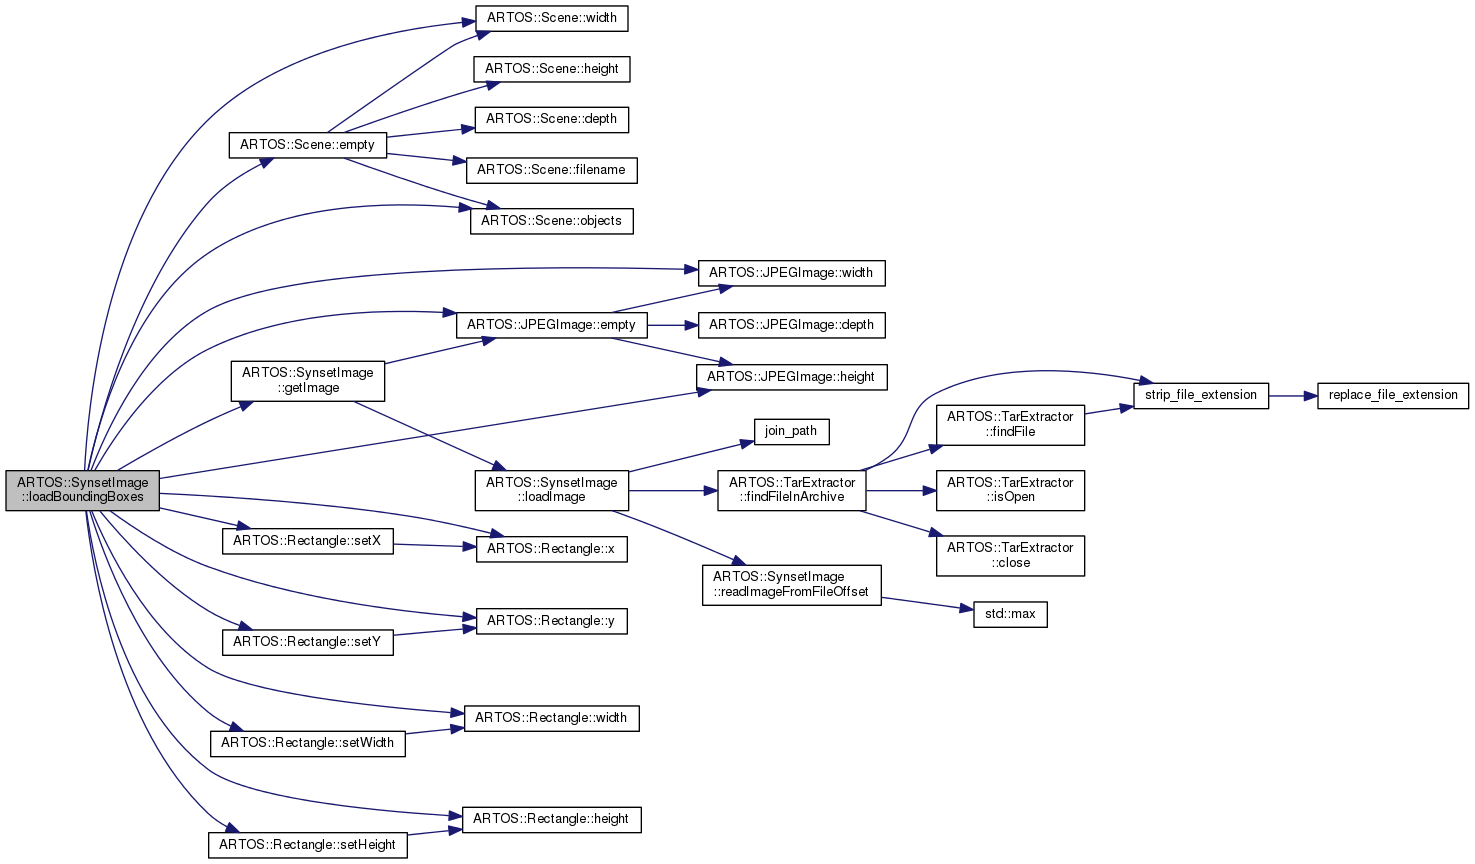 ARTOS::Scene::width
ARTOS::Scene::height
ARTOS::Scene::depth
ARTOS::Scene::empty
ARTOS::Scene::filename
ARTOS::Scene::objects
ARTOS::JPEGImage::width
ARTOS::JPEGImage::empty
ARTOS::JPEGImage::depth
ARTOS::SynsetImage
::getImage
ARTOS::JPEGImage::height
strip_file_extension
replace_file_extension
ARTOS::TarExtractor
::findFile
join_path
ARTOS::SynsetImage
::loadBoundingBoxes
ARTOS::SynsetImage
::loadImage
ARTOS::TarExtractor
::findFileInArchive
ARTOS::TarExtractor
::isOpen
ARTOS::Rectangle::setX
ARTOS::Rectangle::x
ARTOS::TarExtractor
::close
ARTOS::SynsetImage
::readImageFromFileOffset
std::max
ARTOS::Rectangle::y
ARTOS::Rectangle::setY
ARTOS::Rectangle::width
ARTOS::Rectangle::setWidth
ARTOS::Rectangle::height
ARTOS::Rectangle::setHeight